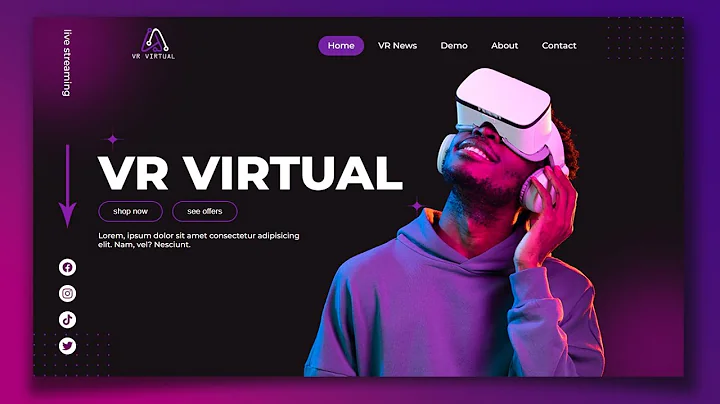 live streaming
VR VIRTUAL
Home
VR News
Demo
About
Contact
VR VIRTUAL
shop now
see offers
Lorem, ipsum dolor sit amet consectetur adipisicing
elit. Nam, vel? Nesciunt.